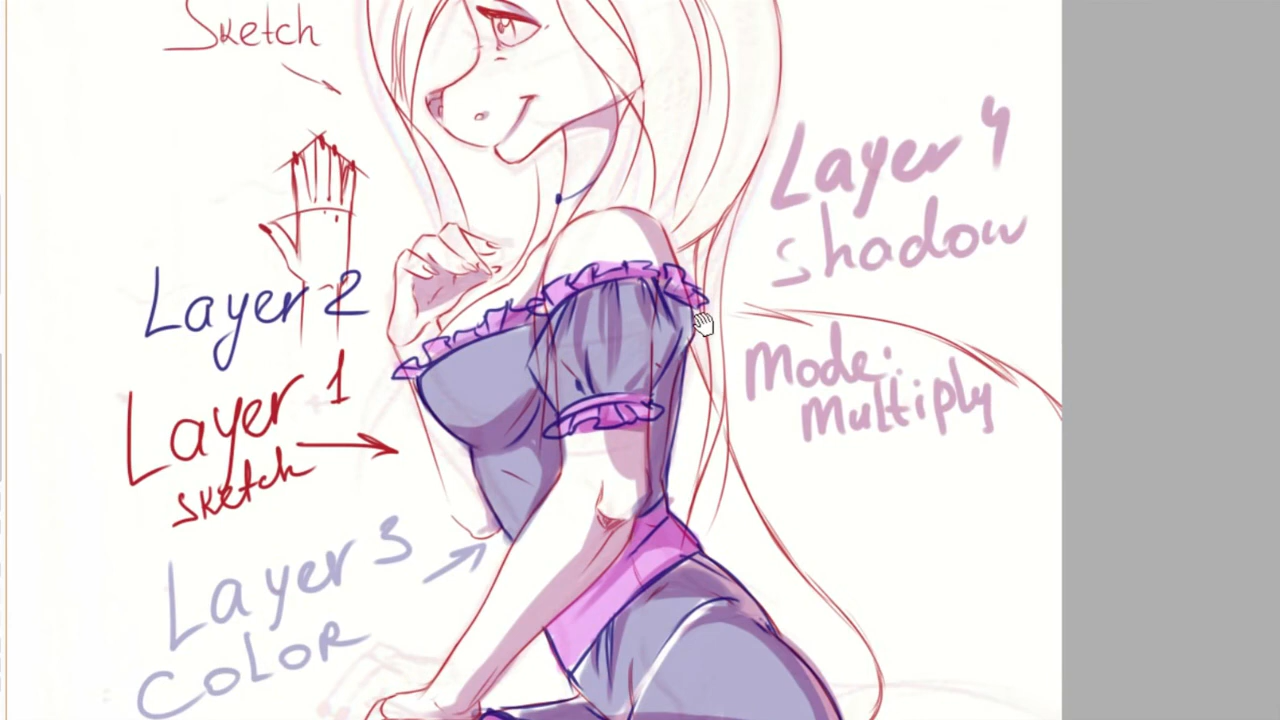 Sketch
Layer 4
shadow
Layer 2
Mode:
Multiply
Layer 1
sketch
Layer 3
COLOR